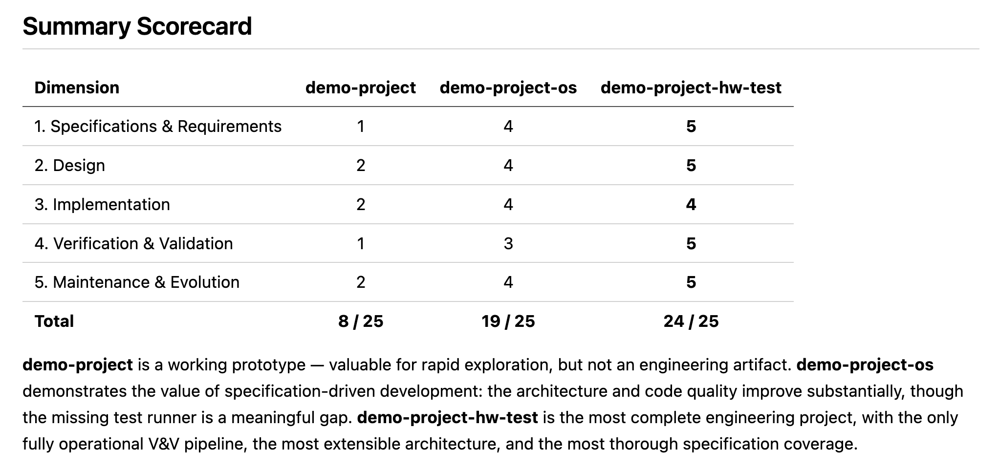 Summary Scorecard
Dimension demo-project demo-project-os demo-project-hw-test
1. Specifications & Requirements 1 4 5
2. Design 2 4 5
3. Implementation 2 4 4
4. Verification & Validation 1 3 5
5. Maintenance & Evolution 2 4 5
Total 8 / 25 19 / 25 24 / 25
demo-project is a working prototype — valuable for rapid exploration, but not an engineering artifact. demo-project-os
demonstrates the value of specification-driven development: the architecture and code quality improve substantially, though
the missing test runner is a meaningful gap. demo-project-hw-test is the most complete engineering project, with the only
fully operational V&V pipeline, the most extensible architecture, and the most thorough specification coverage.